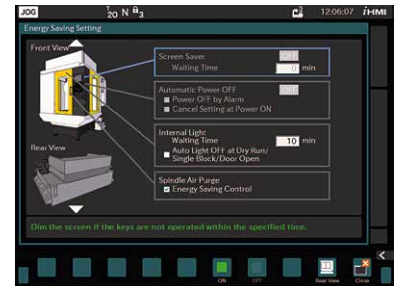 JOG
20 N 3
12:06:07
iHMI
Energy Saving Setting
Front View
Screen Saver
OFF
Waiting Time
0 min
Automatic Power OFF
OFF
Power OFF by Alarm
Cancel Setting at Power ON
Internal Light
Waiting Time
10 min
Auto Light OFF at Dry Run/
Single Block/Door Open
Rear View
Spindle Air Purge
Energy Saving Control
Dim the screen if the keys are not operated within the specified time.
ON
OFF
Rear View
Close